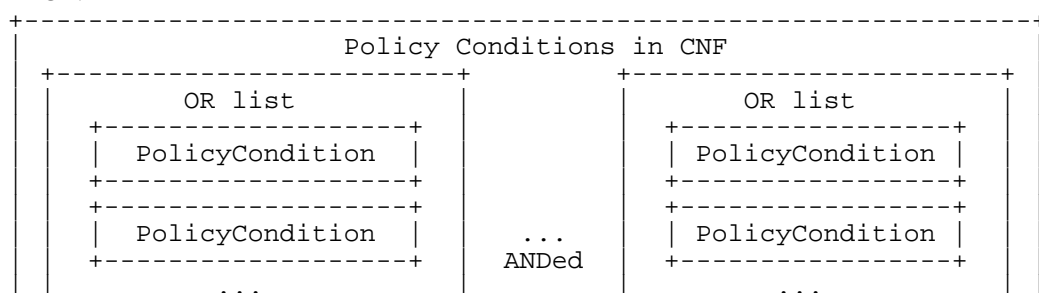 +---------------------------------------------------------------+
| Policy Conditions in CNF |
| +-------------------------+ +-----------------------+ |
| | OR list | | OR list | |
| | +-------------------+ | | +-----------------+ | |
| | | PolicyCondition | | | | PolicyCondition | | |
| | +-------------------+ | | +-----------------+ | |
| | +-------------------+ | | +-----------------+ | |
| | | PolicyCondition | | ... | | PolicyCondition | | |
| | +-------------------+ | ANDed | +-----------------+ | |
| | ... | | ... | |